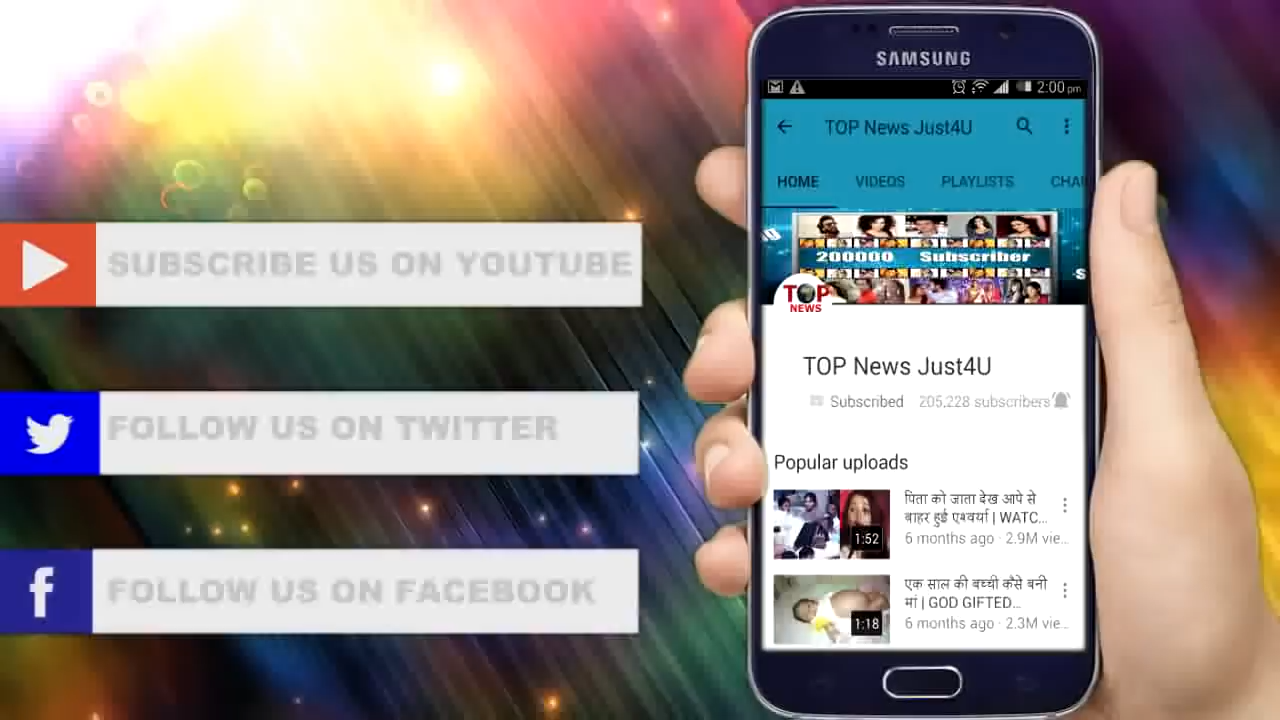 SUBSCRIBE US ON YOUTUBE
FOLLOW US ON TWITTER
FOLLOW US ON FACEBOOK
SAMSUNG
2:00 pm
TOP News Just4U
HOME VIDEOS PLAYLISTS CHA
200000 Subscriber
TOP
NEWS
TOP News Just4U
Subscribed 205,228 subscribers
Popular uploads
पिता को जाता देख आपे से
बाहर हुई एश्वर्या | WATC...
6 months ago · 2.9M vie...
1:52
एक साल की बच्ची कैसे बनी
मां | GOD GIFTED...
6 months ago · 2.3M vie...
1:18